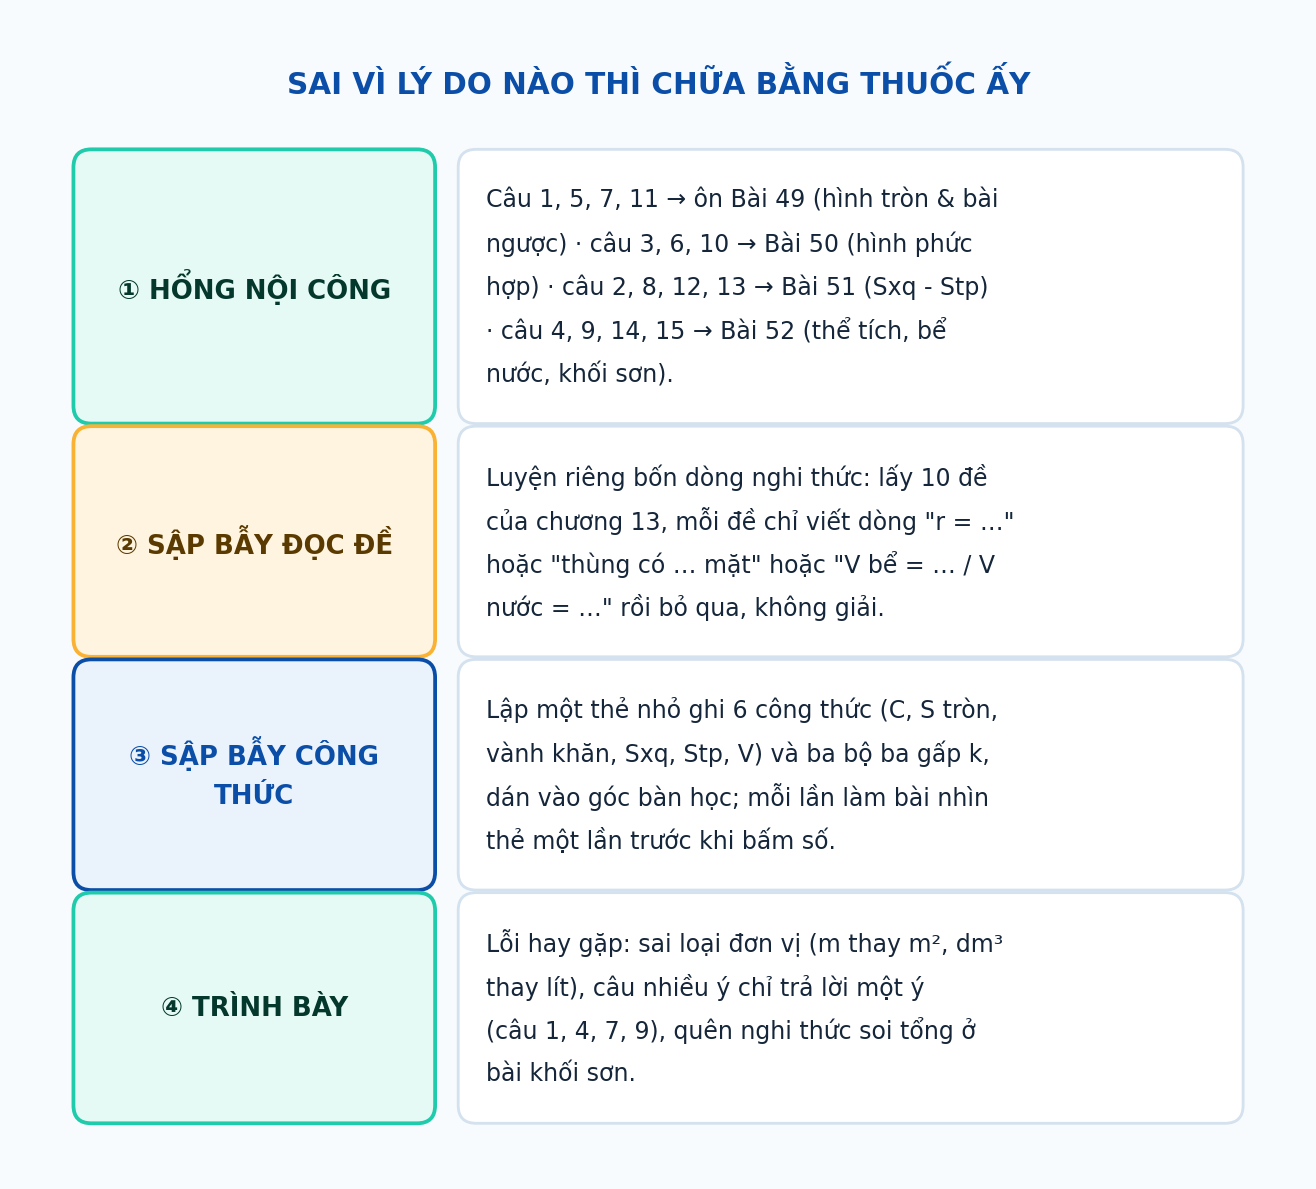 SAI VÌ LÝ DO NÀO THÌ CHỮA BẰNG THUỐC ẤY
① HỔNG NỘI CÔNG
Câu 1, 5, 7, 11 → ôn Bài 49 (hình tròn & bài
ngược) · câu 3, 6, 10 → Bài 50 (hình phức
hợp) · câu 2, 8, 12, 13 → Bài 51 (Sxq - Stp)
· câu 4, 9, 14, 15 → Bài 52 (thể tích, bể
nước, khối sơn).
② SẬP BẪY ĐỌC ĐỀ
Luyện riêng bốn dòng nghi thức: lấy 10 đề
của chương 13, mỗi đề chỉ viết dòng "r = …"
hoặc "thùng có … mặt" hoặc "V bể = … / V
nước = …" rồi bỏ qua, không giải.
③ SẬP BẪY CÔNG
THỨC
Lập một thẻ nhỏ ghi 6 công thức (C, S tròn,
vành khăn, Sxq, Stp, V) và ba bộ ba gấp k,
dán vào góc bàn học; mỗi lần làm bài nhìn
thẻ một lần trước khi bấm số.
④ TRÌNH BÀY
Lỗi hay gặp: sai loại đơn vị (m thay m², dm³
thay lít), câu nhiều ý chỉ trả lời một ý
(câu 1, 4, 7, 9), quên nghi thức soi tổng ở
bài khối sơn.